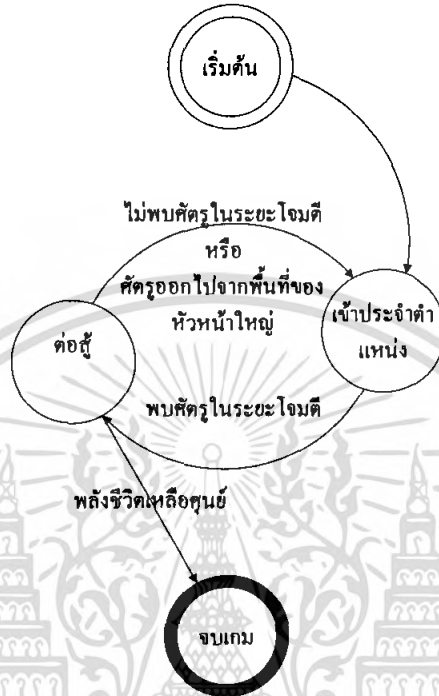 เริ่มต้น
ไม่พบศัตรูในระยะโจมตี
หรือ
ศัตรูออกไปจากพื้นที่ของ
หัวหน้าใหญ่
เข้าประจำตำ
แหน่ง
ต่อสู้
พบศัตรูในระยะโจมตี
พลังชีวิตเหลือศูนย์
จบเกม